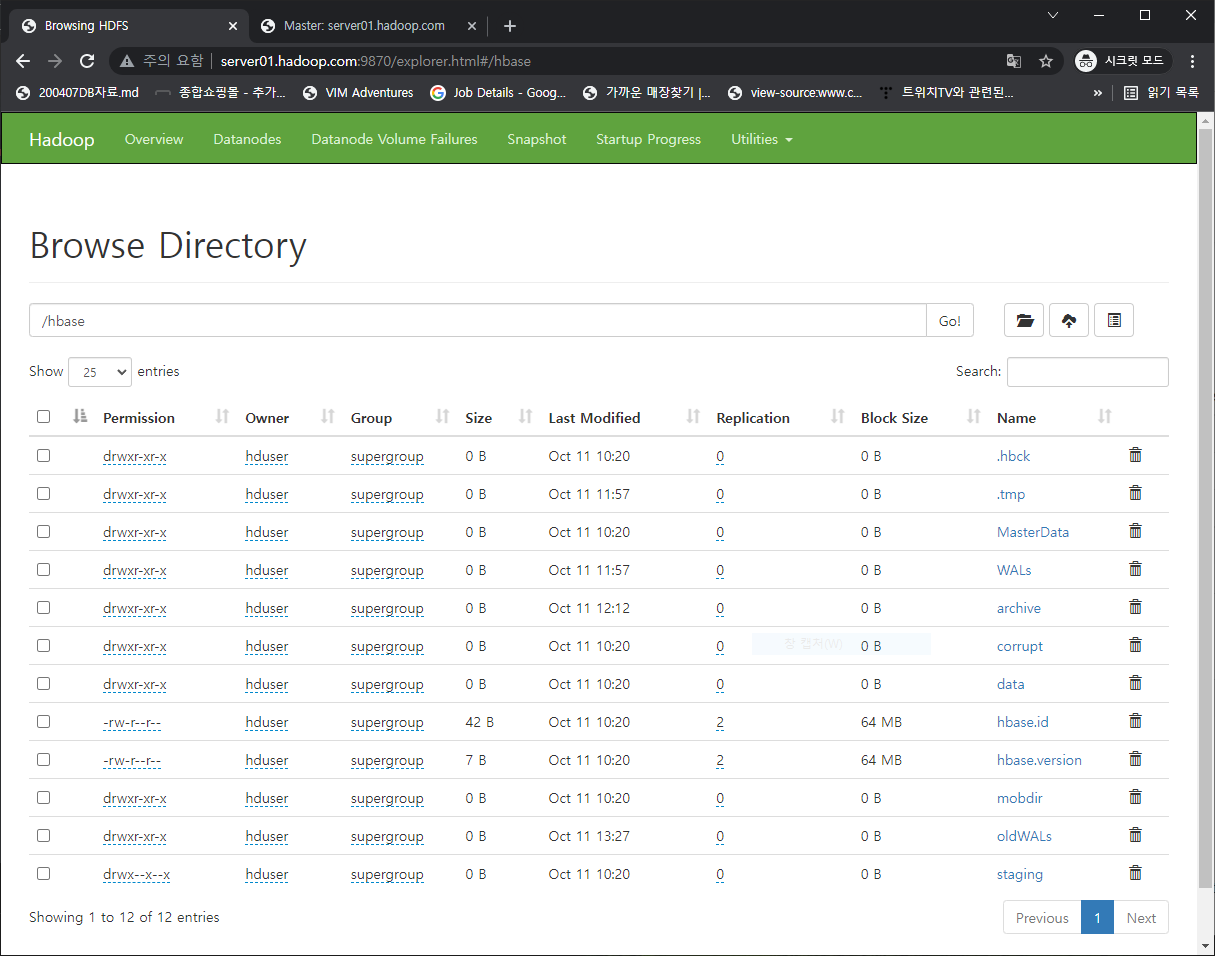 Browsing HDFS
Master: server01.hadoop.com
주의 요함 server01.hadoop.com:9870/explorer.html#/hbase 시크릿 모드
200407DB자료.md 종합쇼핑몰 - 추가... VIM Adventures Job Details - Goog... 가까운 매장찾기 |... view-source:www.c... 트위치TV와 관련된... » 읽기 목록
Hadoop Overview Datanodes Datanode Volume Failures Snapshot Startup Progress Utilities
Browse Directory
/hbase Go!
Show 25 entries Search:
Permission Owner Group Size Last Modified Replication Block Size Name
drwxr-xr-x hduser supergroup 0 B Oct 11 10:20 0 0 B .hbck
drwxr-xr-x hduser supergroup 0 B Oct 11 11:57 0 0 B .tmp
drwxr-xr-x hduser supergroup 0 B Oct 11 10:20 0 0 B MasterData
drwxr-xr-x hduser supergroup 0 B Oct 11 11:57 0 0 B WALs
drwxr-xr-x hduser supergroup 0 B Oct 11 12:12 0 0 B archive
drwxr-xr-x hduser supergroup 0 B Oct 11 10:20 0 0 B corrupt
drwxr-xr-x hduser supergroup 0 B Oct 11 10:20 0 0 B data
-rw-r--r-- hduser supergroup 42 B Oct 11 10:20 2 64 MB hbase.id
-rw-r--r-- hduser supergroup 7 B Oct 11 10:20 2 64 MB hbase.version
drwxr-xr-x hduser supergroup 0 B Oct 11 10:20 0 0 B mobdir
drwxr-xr-x hduser supergroup 0 B Oct 11 13:27 0 0 B oldWALs
drwx--x--x hduser supergroup 0 B Oct 11 10:20 0 0 B staging
Showing 1 to 12 of 12 entries Previous 1 Next